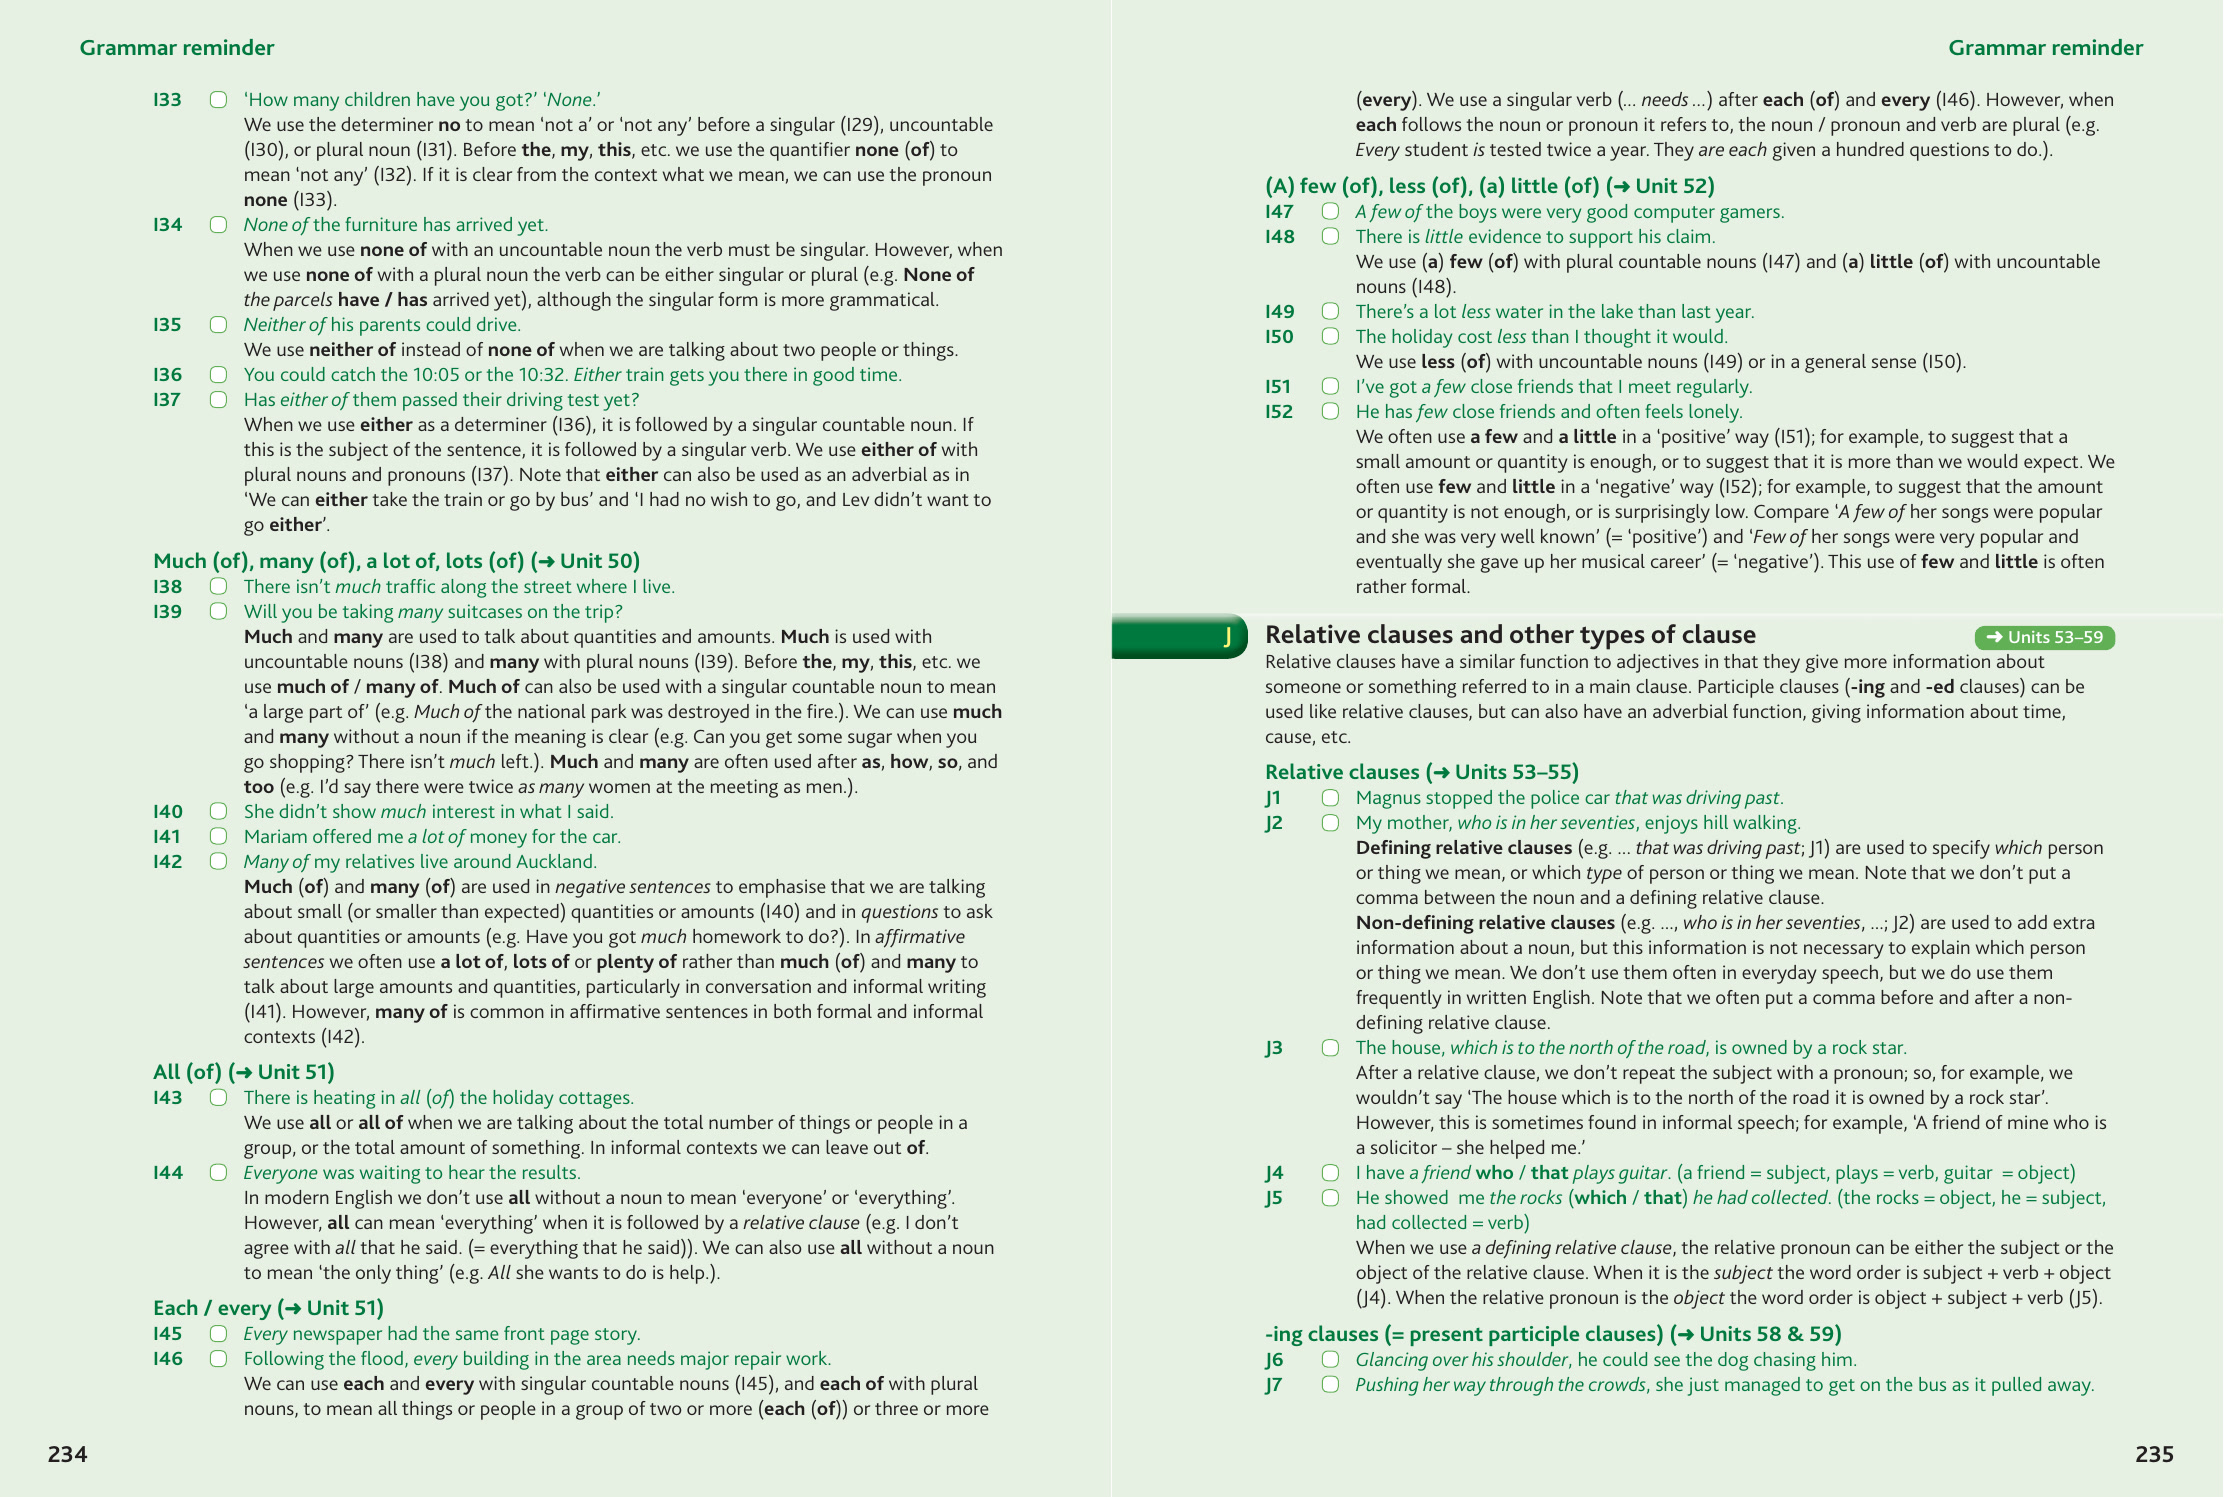 Grammar reminder
I33 ‘How many children have you got?’ ‘None.’
We use the determiner no to mean ‘not a’ or ‘not any’ before a singular (I29), uncountable
(I30), or plural noun (I31). Before the, my, this, etc. we use the quantifier none (of) to
mean ‘not any’ (I32). If it is clear from the context what we mean, we can use the pronoun
none (I33).
I34 None of the furniture has arrived yet.
When we use none of with an uncountable noun the verb must be singular. However, when
we use none of with a plural noun the verb can be either singular or plural (e.g. None of
the parcels have / has arrived yet), although the singular form is more grammatical.
I35 Neither of his parents could drive.
We use neither of instead of none of when we are talking about two people or things.
I36 You could catch the 10:05 or the 10:32. Either train gets you there in good time.
I37 Has either of them passed their driving test yet?
When we use either as a determiner (I36), it is followed by a singular countable noun. If
this is the subject of the sentence, it is followed by a singular verb. We use either of with
plural nouns and pronouns (I37). Note that either can also be used as an adverbial as in
‘We can either take the train or go by bus’ and ‘I had no wish to go, and Lev didn’t want to
go either’.
Much (of), many (of), a lot of, lots (of) (➜ Unit 50)
I38 There isn’t much traffic along the street where I live.
I39 Will you be taking many suitcases on the trip?
Much and many are used to talk about quantities and amounts. Much is used with
uncountable nouns (I38) and many with plural nouns (I39). Before the, my, this, etc. we
use much of / many of. Much of can also be used with a singular countable noun to mean
‘a large part of’ (e.g. Much of the national park was destroyed in the fire.). We can use much
and many without a noun if the meaning is clear (e.g. Can you get some sugar when you
go shopping? There isn’t much left.). Much and many are often used after as, how, so, and
too (e.g. I’d say there were twice as many women at the meeting as men.).
I40 She didn’t show much interest in what I said.
I41 Mariam offered me a lot of money for the car.
I42 Many of my relatives live around Auckland.
Much (of) and many (of) are used in negative sentences to emphasise that we are talking
about small (or smaller than expected) quantities or amounts (I40) and in questions to ask
about quantities or amounts (e.g. Have you got much homework to do?). In affirmative
sentences we often use a lot of, lots of or plenty of rather than much (of) and many to
talk about large amounts and quantities, particularly in conversation and informal writing
(I41). However, many of is common in affirmative sentences in both formal and informal
contexts (I42).
All (of) (➜ Unit 51)
I43 There is heating in all (of) the holiday cottages.
We use all or all of when we are talking about the total number of things or people in a
group, or the total amount of something. In informal contexts we can leave out of.
I44 Everyone was waiting to hear the results.
In modern English we don’t use all without a noun to mean ‘everyone’ or ‘everything’.
However, all can mean ‘everything’ when it is followed by a relative clause (e.g. I don’t
agree with all that he said. (= everything that he said)). We can also use all without a noun
to mean ‘the only thing’ (e.g. All she wants to do is help.).
Each / every (➜ Unit 51)
I45 Every newspaper had the same front page story.
I46 Following the flood, every building in the area needs major repair work.
We can use each and every with singular countable nouns (I45), and each of with plural
nouns, to mean all things or people in a group of two or more (each (of)) or three or more
234
Grammar reminder
(every). We use a singular verb (... needs ...) after each (of) and every (I46). However, when
each follows the noun or pronoun it refers to, the noun / pronoun and verb are plural (e.g.
Every student is tested twice a year. They are each given a hundred questions to do.).
(A) few (of), less (of), (a) little (of) (➜ Unit 52)
I47 A few of the boys were very good computer gamers.
I48 There is little evidence to support his claim.
We use (a) few (of) with plural countable nouns (I47) and (a) little (of) with uncountable
nouns (I48).
I49 There’s a lot less water in the lake than last year.
I50 The holiday cost less than I thought it would.
We use less (of) with uncountable nouns (I49) or in a general sense (I50).
I51 I’ve got a few close friends that I meet regularly.
I52 He has few close friends and often feels lonely.
We often use a few and a little in a ‘positive’ way (I51); for example, to suggest that a
small amount or quantity is enough, or to suggest that it is more than we would expect. We
often use few and little in a ‘negative’ way (I52); for example, to suggest that the amount
or quantity is not enough, or is surprisingly low. Compare ‘A few of her songs were popular
and she was very well known’ (= ‘positive’) and ‘Few of her songs were very popular and
eventually she gave up her musical career’ (= ‘negative’). This use of few and little is often
rather formal.
J Relative clauses and other types of clause ➜ Units 53–59
Relative clauses have a similar function to adjectives in that they give more information about
someone or something referred to in a main clause. Participle clauses (-ing and -ed clauses) can be
used like relative clauses, but can also have an adverbial function, giving information about time,
cause, etc.
Relative clauses (➜ Units 53–55)
J1 Magnus stopped the police car that was driving past.
J2 My mother, who is in her seventies, enjoys hill walking.
Defining relative clauses (e.g. ... that was driving past; J1) are used to specify which person
or thing we mean, or which type of person or thing we mean. Note that we don’t put a
comma between the noun and a defining relative clause.
Non-defining relative clauses (e.g. ..., who is in her seventies, ...; J2) are used to add extra
information about a noun, but this information is not necessary to explain which person
or thing we mean. We don’t use them often in everyday speech, but we do use them
frequently in written English. Note that we often put a comma before and after a non-
defining relative clause.
J3 The house, which is to the north of the road, is owned by a rock star.
After a relative clause, we don’t repeat the subject with a pronoun; so, for example, we
wouldn’t say ‘The house which is to the north of the road it is owned by a rock star’.
However, this is sometimes found in informal speech; for example, ‘A friend of mine who is
a solicitor – she helped me.’
J4 I have a friend who / that plays guitar. (a friend = subject, plays = verb, guitar = object)
J5 He showed me the rocks (which / that) he had collected. (the rocks = object, he = subject,
had collected = verb)
When we use a defining relative clause, the relative pronoun can be either the subject or the
object of the relative clause. When it is the subject the word order is subject + verb + object
(J4). When the relative pronoun is the object the word order is object + subject + verb (J5).
-ing clauses (= present participle clauses) (➜ Units 58 & 59)
J6 Glancing over his shoulder, he could see the dog chasing him.
J7 Pushing her way through the crowds, she just managed to get on the bus as it pulled away.
235